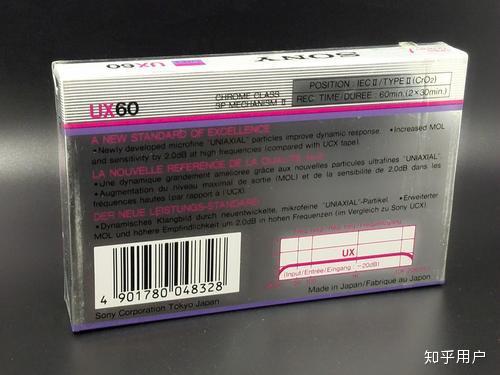 SONY
UX60
UX60
CHROME CLASS
SP MECHANISM II
POSITION : IEC II/TYPE II (CrO2)
REC. TIME/DUREE 60min.(2×30min.)
A NEW STANDARD OF EXCELLENCE
•Newly developed microfine "UNIAXIAL" particles improve dynamic response. •Increased MOL
and sensitivity by 2.0dB at high frequencies (compared with UCX tape).
LA NOUVELLE REFERENCE DE LA QUALITE
•Une dynamique grandement améliorée grâce aux nouvelles particules ultrafines "UNIAXIAL".
•Augmentation du niveau maximal de sortie (MOL) et de la sensibilité de 2.0dB dans les
fréquences hautes (par rapport à UCX).
DER NEUE LEISTUNGS-STANDARD
•Dynamisches Klangbild durch neuentwickelte, mikrofeine "UNIAXIAL"-Partikel. •Erweiterter
MOL und höhere Empfindlichkeit um 2.0dB in hohen Frequenzen (im Vergleich zu Sony UCX).
UX
(Input/Entrée/Eingang : -20dB)
4 901780 048328
Sony Corporation Tokyo Japan
Made in Japan/Fabriqué au Japon
知乎用户